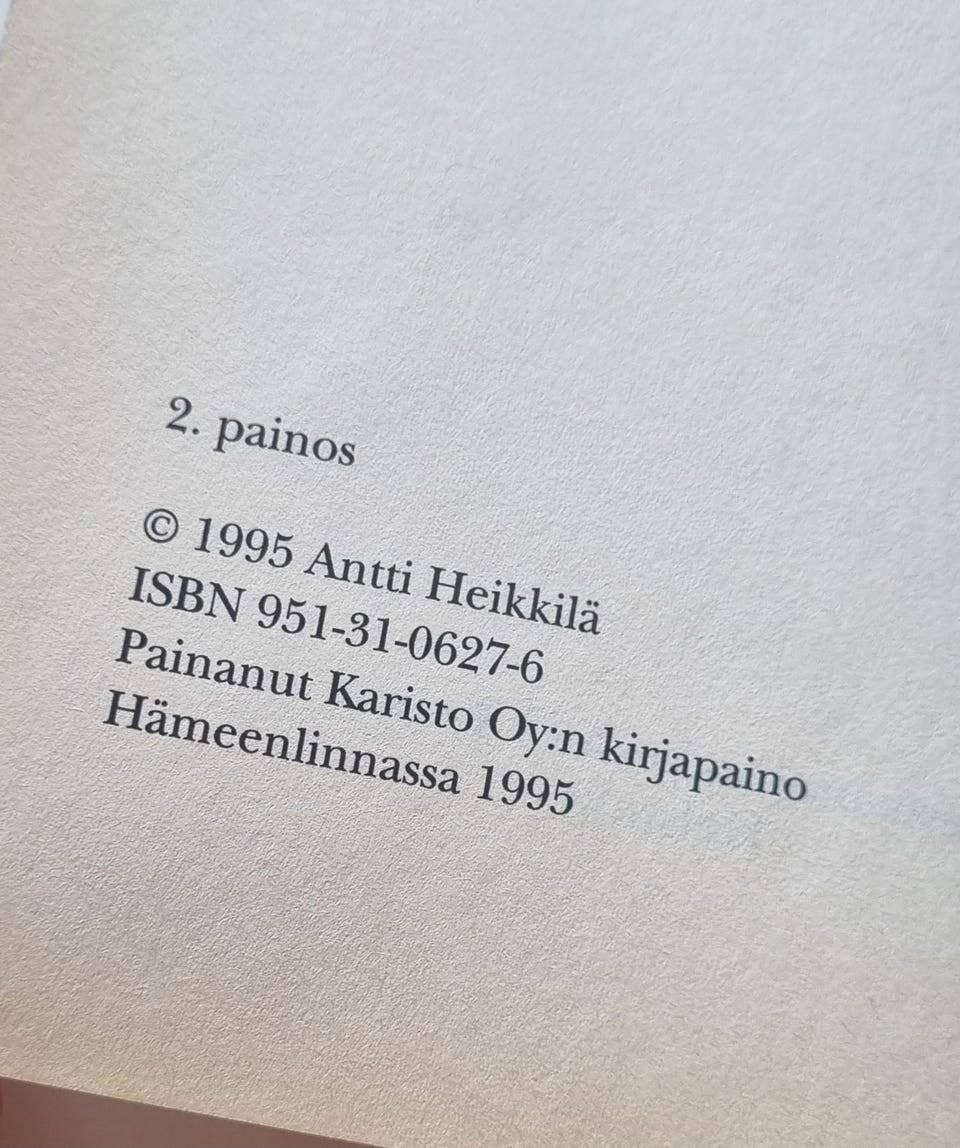 2. painos
© 1995 Antti Heikkilä
ISBN 951-31-0627-6
Painanut Karisto Oy:n kirjapaino
Hämeenlinnassa 1995